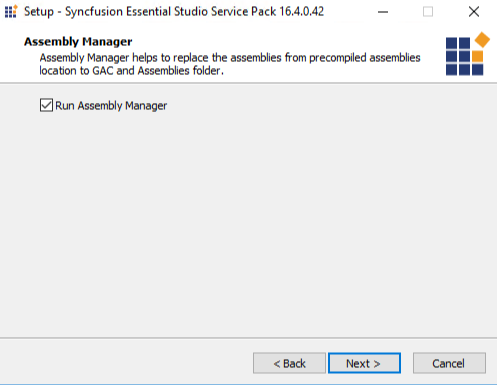 Setup - Syncfusion Essential Studio Service Pack 16.4.0.42
Assembly Manager
Assembly Manager helps to replace the assemblies from precompiled assemblies
location to GAC and Assemblies folder.
Run Assembly Manager
< Back
Next >
Cancel